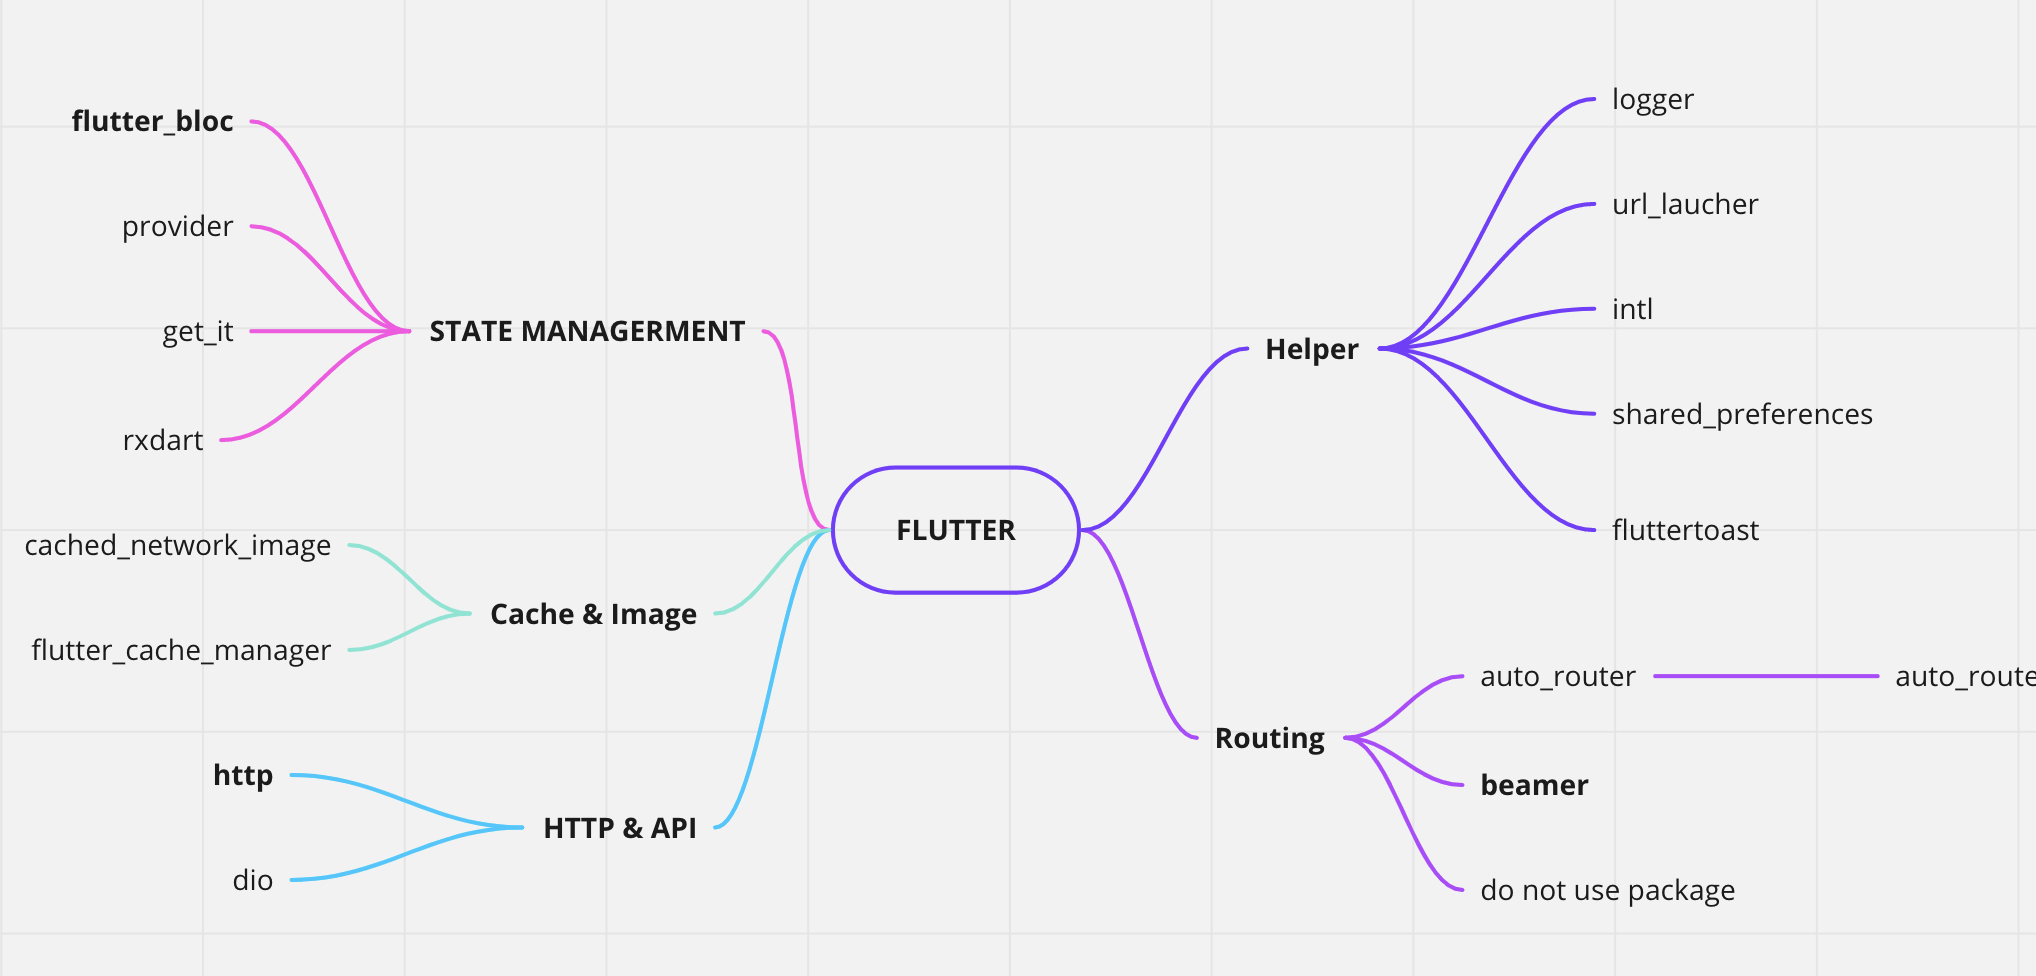 flutter_bloc
provider
get_it
rxdart
STATE MANAGERMENT
cached_network_image
flutter_cache_manager
Cache & Image
http
dio
HTTP & API
FLUTTER
Helper
logger
url_laucher
intl
shared_preferences
fluttertoast
Routing
auto_router
auto_route
beamer
do not use package